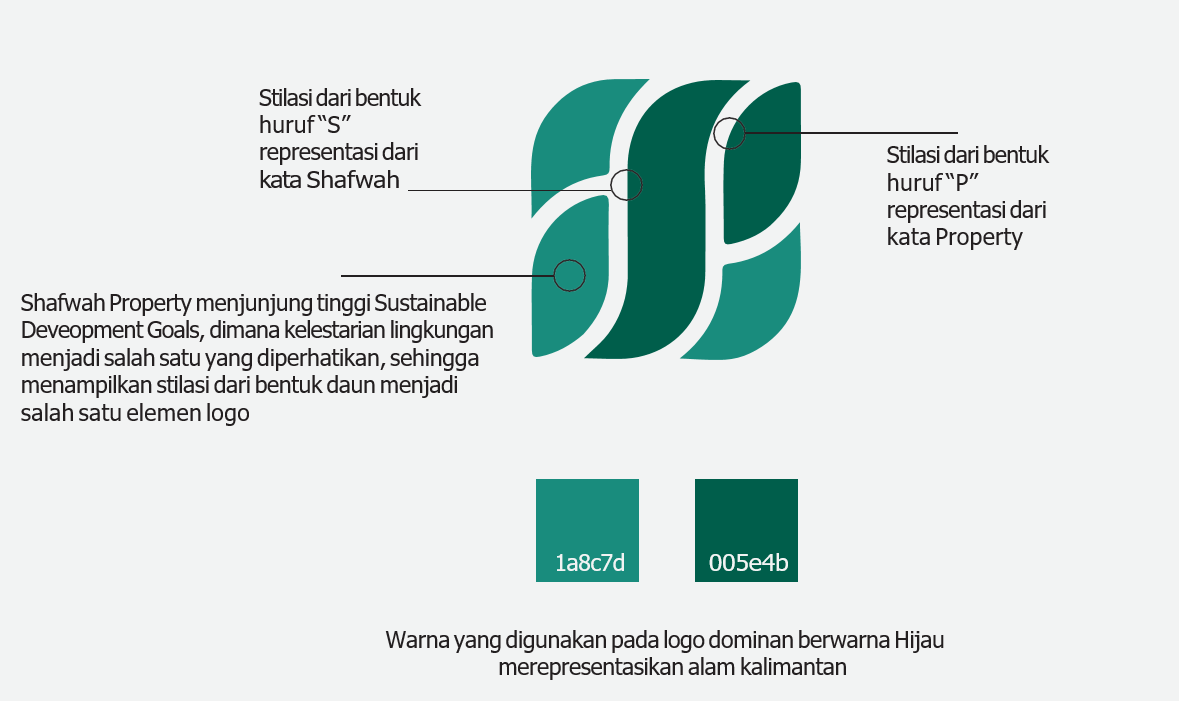 Stilasi dari bentuk
huruf “S”
representasi dari
kata Shafwah
Stilasi dari bentuk
huruf “P”
representasi dari
kata Property
Shafwah Property menjunjung tinggi Sustainable
Deveopment Goals, dimana kelestarian lingkungan
menjadi salah satu yang diperhatikan, sehingga
menampilkan stilasi dari bentuk daun menjadi
salah satu elemen logo
1a8c7d
005e4b
Warna yang digunakan pada logo dominan berwarna Hijau
merepresentasikan alam kalimantan